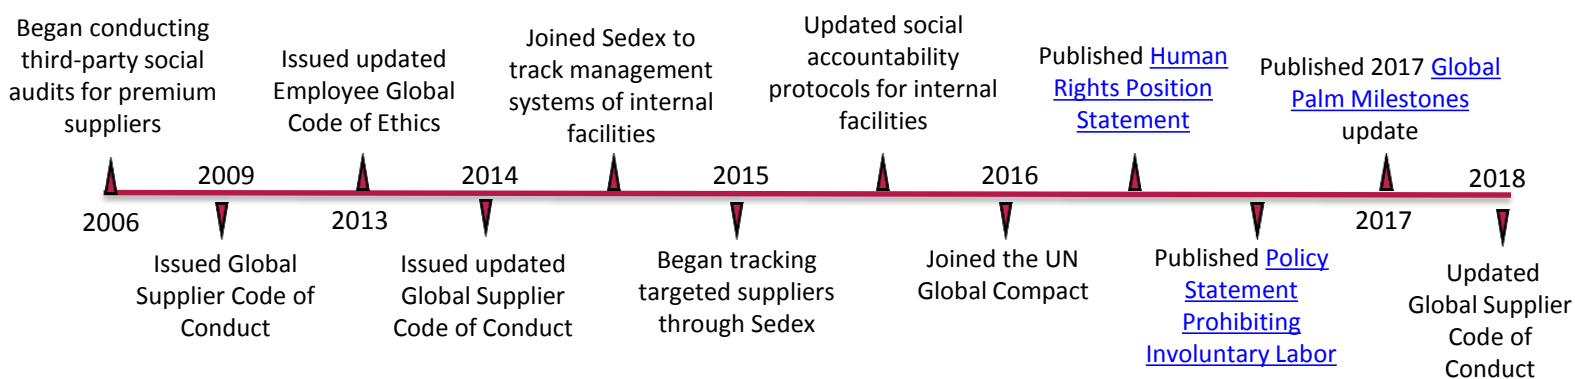 Began conducting
third-party social
audits for premium
suppliers
Issued updated
Employee Global
Code of Ethics
Joined Sedex to
track management
systems of internal
facilities
Updated social
accountability
protocols for internal
facilities
Published Human
Rights Position
Statement
Published 2017 Global
Palm Milestones
update
2009
2014
2015
2016
2018
2006
2013
2017
Issued Global
Supplier Code of
Conduct
Issued updated
Global Supplier
Code of Conduct
Began tracking
targeted suppliers
through Sedex
Joined the UN
Global Compact
Published Policy
Statement
Prohibiting
Involuntary Labor
Updated
Global Supplier
Code of
Conduct